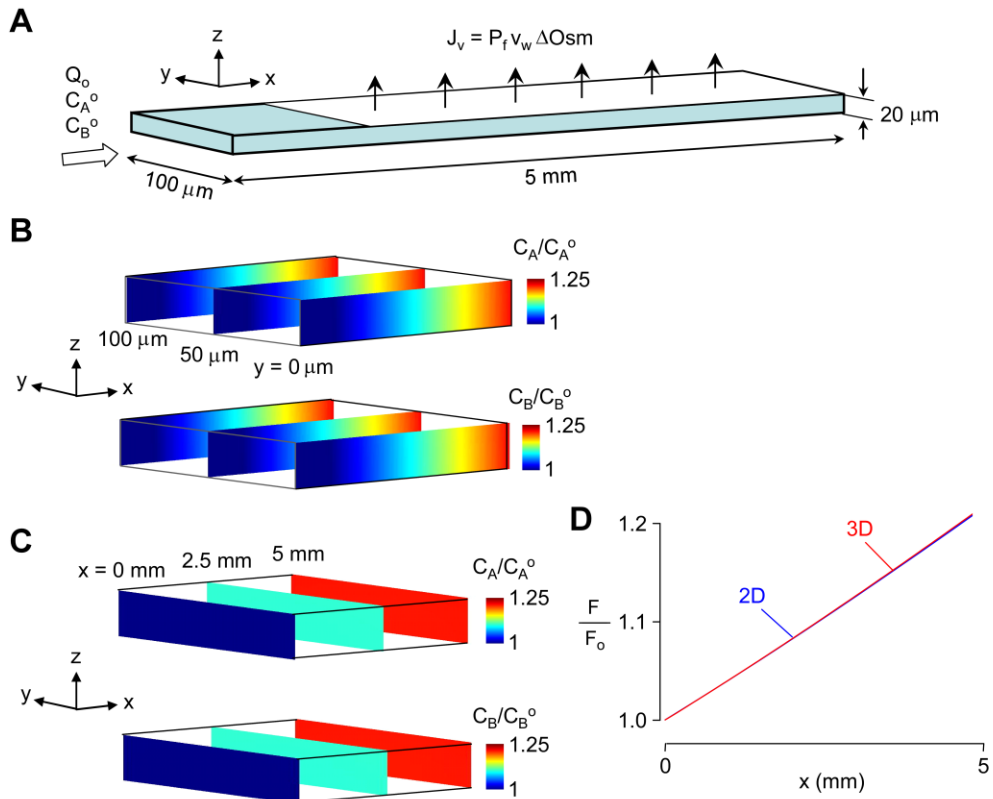 A
J_v = P_f v_w ΔOsm
z
y
x
Q_o
C_A^o
C_B^o
20 μm
100 μm
5 mm
B
C_A/C_A^o
1.25
1
100 μm
50 μm
y = 0 μm
z
y
x
C_B/C_B^o
1.25
1
C
x = 0 mm
2.5 mm
5 mm
C_A/C_A^o
1.25
1
z
y
x
C_B/C_B^o
1.25
1
D
1.2
3D
2D
F
F_o
1.1
1.0
0
5
x (mm)